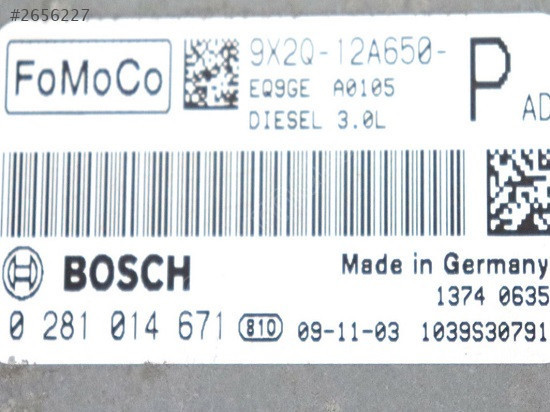 #2656227
FoMoCo
9X2Q-12A650-
EQ9GE A0105
DIESEL 3.0L
P
AD
BOSCH
Made in Germany
1374 0635
0 281 014 671 810 09-11-03 1039S30791